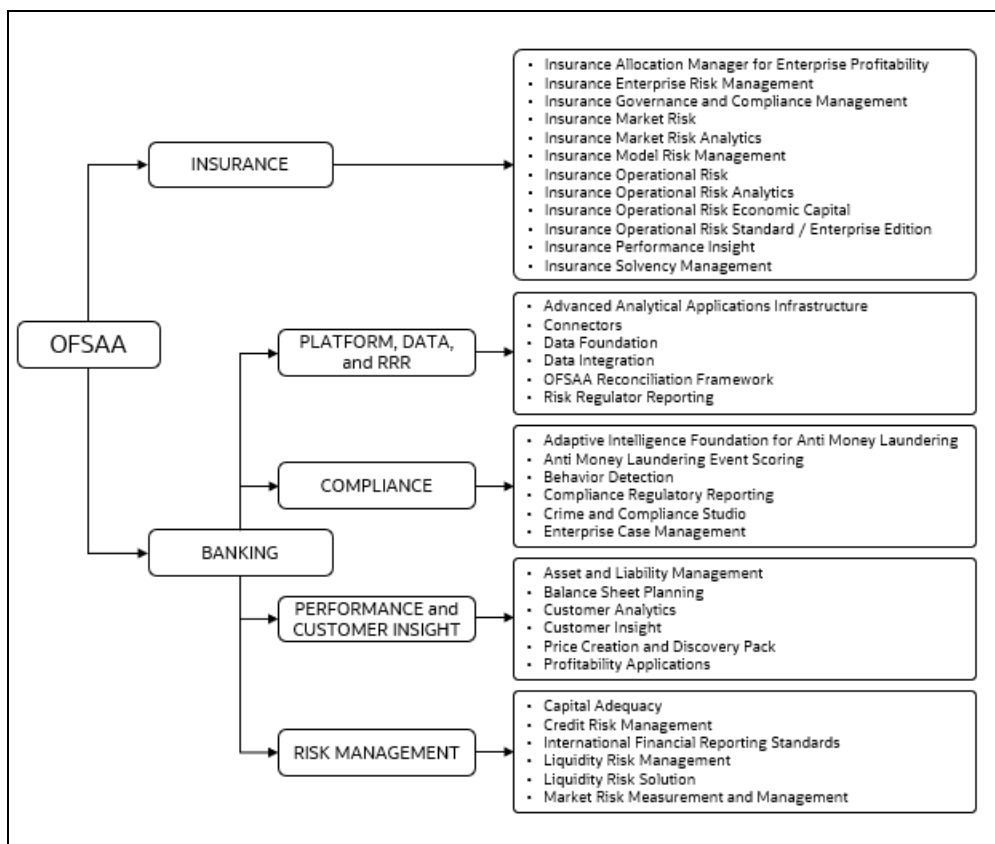 OFSAA
INSURANCE
• Insurance Allocation Manager for Enterprise Profitability
• Insurance Enterprise Risk Management
• Insurance Governance and Compliance Management
• Insurance Market Risk
• Insurance Market Risk Analytics
• Insurance Model Risk Management
• Insurance Operational Risk
• Insurance Operational Risk Analytics
• Insurance Operational Risk Economic Capital
• Insurance Operational Risk Standard / Enterprise Edition
• Insurance Performance Insight
• Insurance Solvency Management
BANKING
PLATFORM, DATA,
and RRR
• Advanced Analytical Applications Infrastructure
• Connectors
• Data Foundation
• Data Integration
• OFSAA Reconciliation Framework
• Risk Regulator Reporting
COMPLIANCE
• Adaptive Intelligence Foundation for Anti Money Laundering
• Anti Money Laundering Event Scoring
• Behavior Detection
• Compliance Regulatory Reporting
• Crime and Compliance Studio
• Enterprise Case Management
PERFORMANCE and
CUSTOMER INSIGHT
• Asset and Liability Management
• Balance Sheet Planning
• Customer Analytics
• Customer Insight
• Price Creation and Discovery Pack
• Profitability Applications
RISK MANAGEMENT
• Capital Adequacy
• Credit Risk Management
• International Financial Reporting Standards
• Liquidity Risk Management
• Liquidity Risk Solution
• Market Risk Measurement and Management